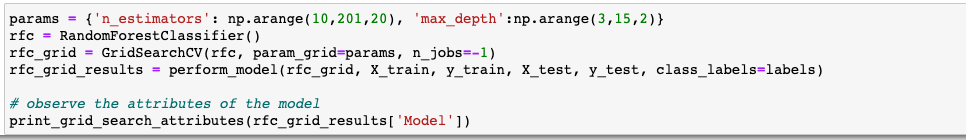 params = {'n_estimators': np.arange(10,201,20), 'max_depth':np.arange(3,15,2)}
rfc = RandomForestClassifier()
rfc_grid = GridSearchCV(rfc, param_grid=params, n_jobs=-1)
rfc_grid_results = perform_model(rfc_grid, X_train, y_train, X_test, y_test, class_labels=labels)
# observe the attributes of the model
print_grid_search_attributes(rfc_grid_results['Model'])